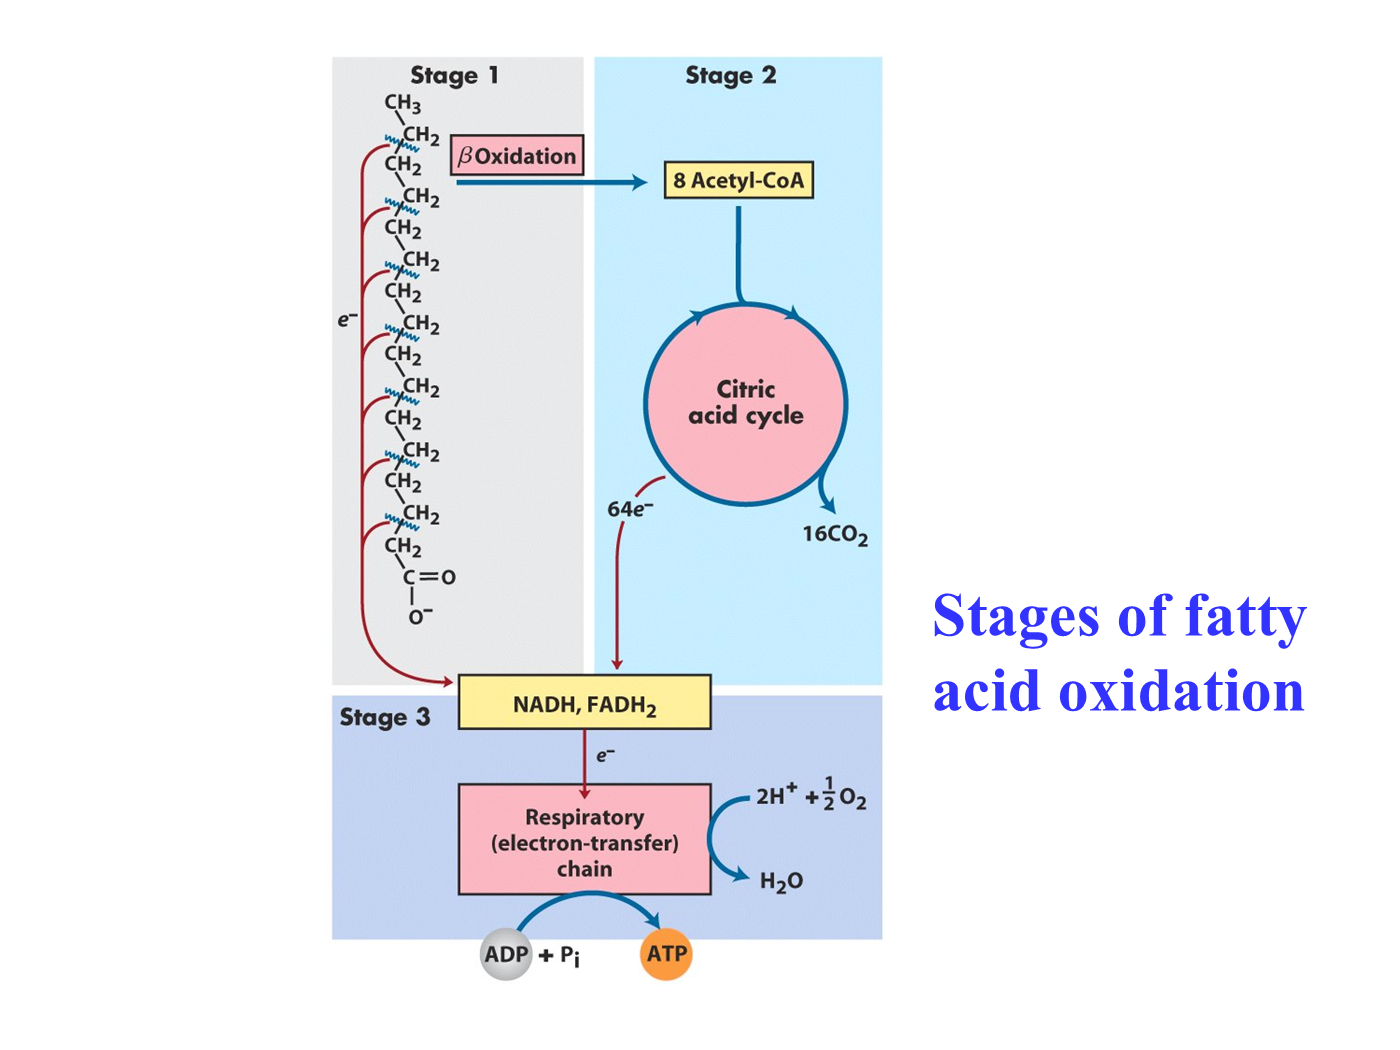 Stage 1
CH₃
CH₂
CH₂
CH₂
CH₂
CH₂
CH₂
CH₂
CH₂
CH₂
CH₂
CH₂
CH₂
CH₂
CH₂
C=O
O⁻
e⁻
β Oxidation
Stage 2
8 Acetyl-CoA
Citric
acid cycle
64e⁻
16CO₂
Stages of fatty
acid oxidation
Stage 3
NADH, FADH₂
e⁻
Respiratory
(electron-transfer)
chain
2H⁺ + ½ O₂
H₂O
ADP + Pi
ATP